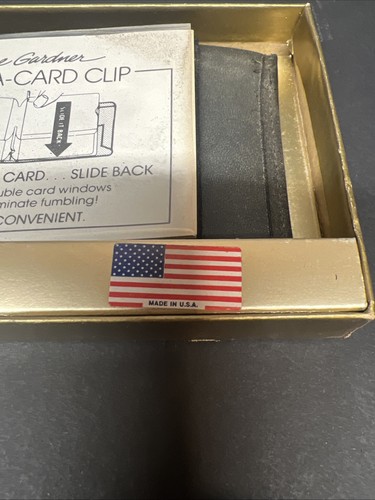 e Gardner
A-CARD CLIP
CARD... SLIDE BACK
uble card windows
minate fumbling!
CONVENIENT.
MADE IN U.S.A.